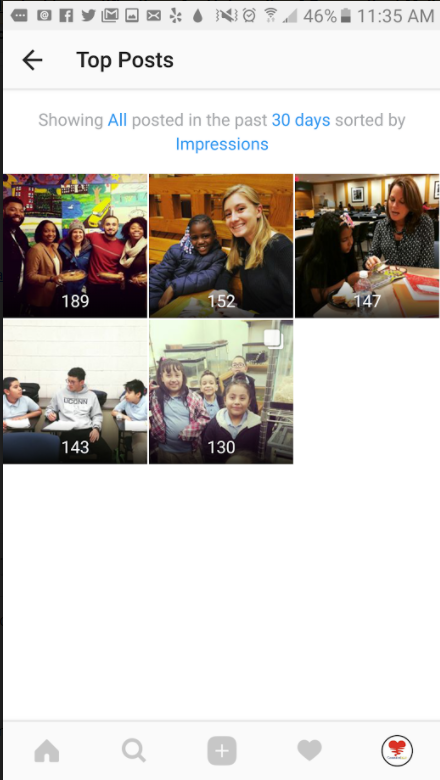 46% 11:35 AM
Top Posts
Showing All posted in the past 30 days sorted by
Impressions
189
152
147
143
UCONN
130